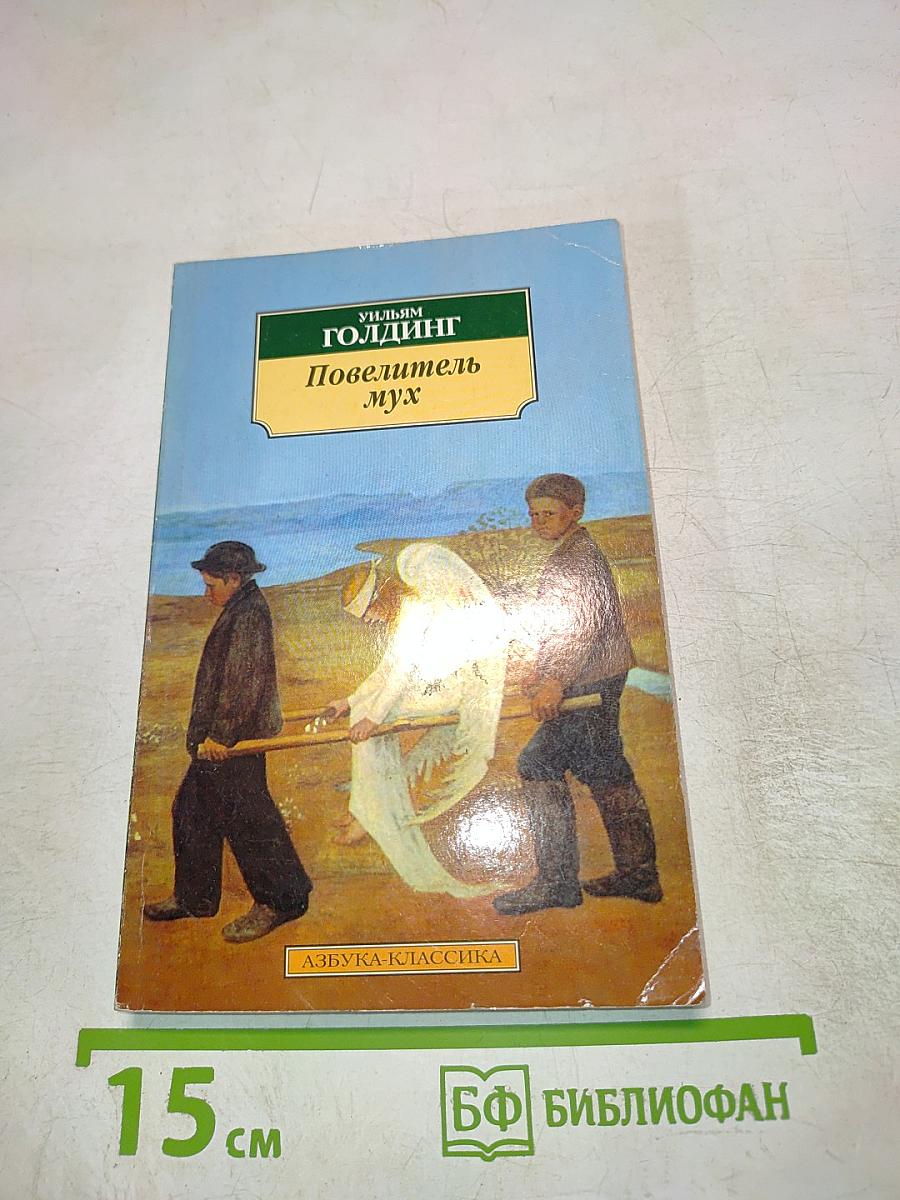 УИЛЬЯМ
ГОЛДИНГ
Повелитель
мух
АЗБУКА-КЛАССИКА
15 см
БФ БИБЛИОФАН